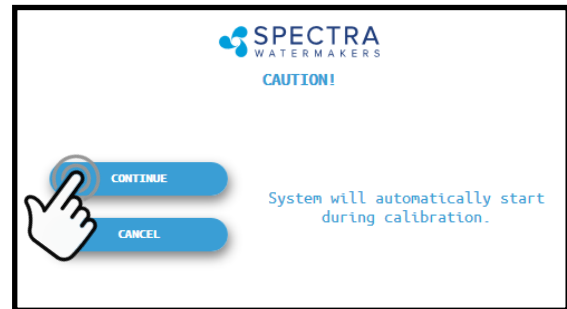 SPECTRA
WATERMAKERS
CAUTION!
CONTINUE
CANCEL
System will automatically start
during calibration.